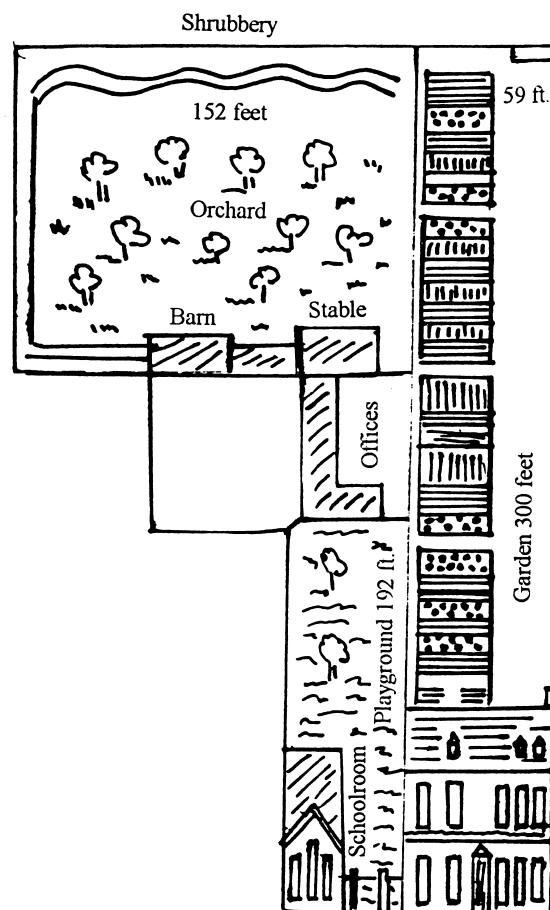 Shrubbery
152 feet
59 ft.
Orchard
Barn
Stable
Offices
Garden 300 feet
Playground 192 ft.
Schoolroom